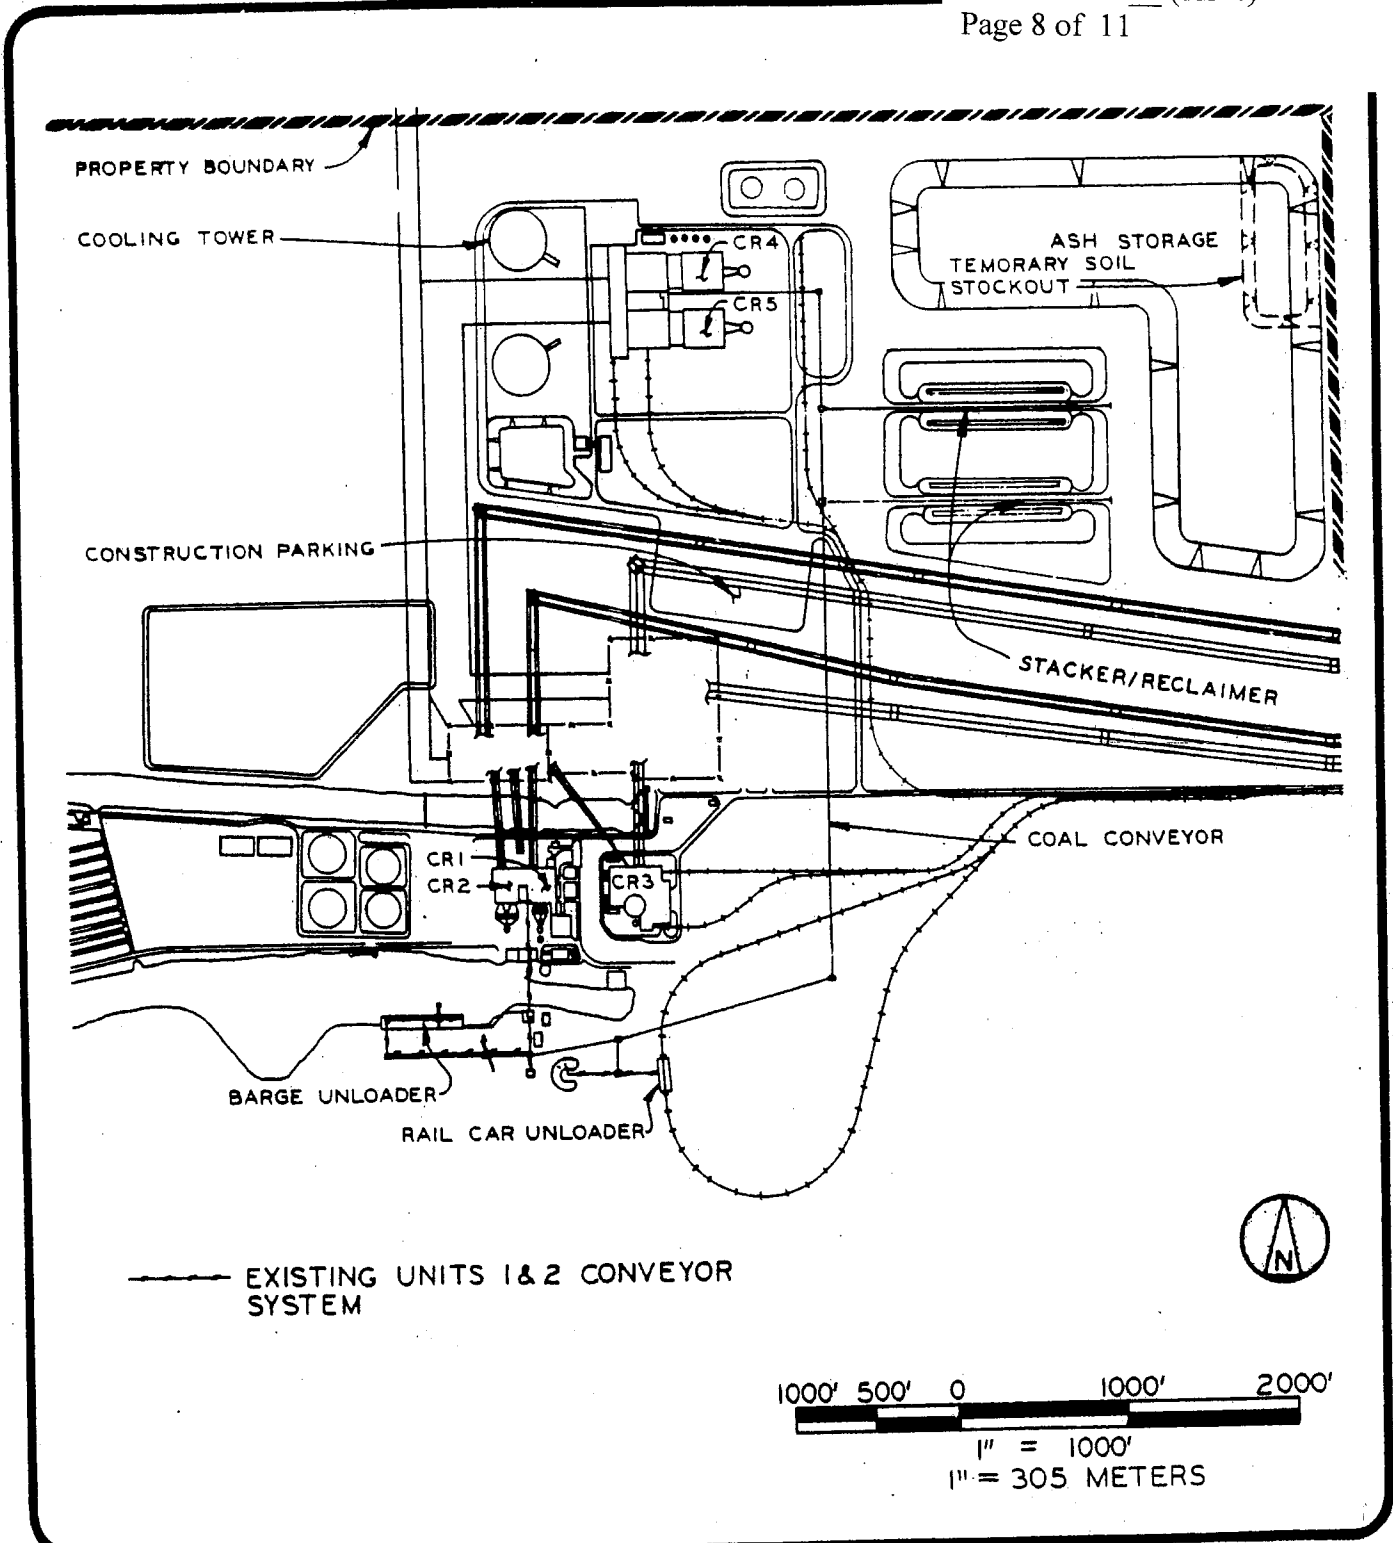 Page 8 of 11
PROPERTY BOUNDARY
COOLING TOWER
CR4
CR5
ASH STORAGE
TEMORARY SOIL
STOCKOUT
CONSTRUCTION PARKING
STACKER/RECLAIMER
COAL CONVEYOR
CR1
CR2
CR3
BARGE UNLOADER
RAIL CAR UNLOADER
EXISTING UNITS 1 & 2 CONVEYOR
SYSTEM
N
1000' 500' 0 1000' 2000'
1" = 1000'
1" = 305 METERS